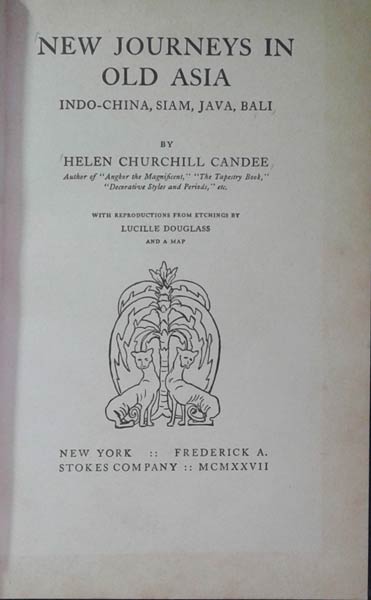 NEW JOURNEYS IN
OLD ASIA
INDO-CHINA, SIAM, JAVA, BALI
BY
HELEN CHURCHILL CANDEE
Author of "Angkor the Magnificent," "The Tapestry Book,"
"Decorative Styles and Periods," etc.
WITH REPRODUCTIONS FROM ETCHINGS BY
LUCILLE DOUGLASS
AND A MAP
NEW YORK :: FREDERICK A.
STOKES COMPANY :: MCMXXVII